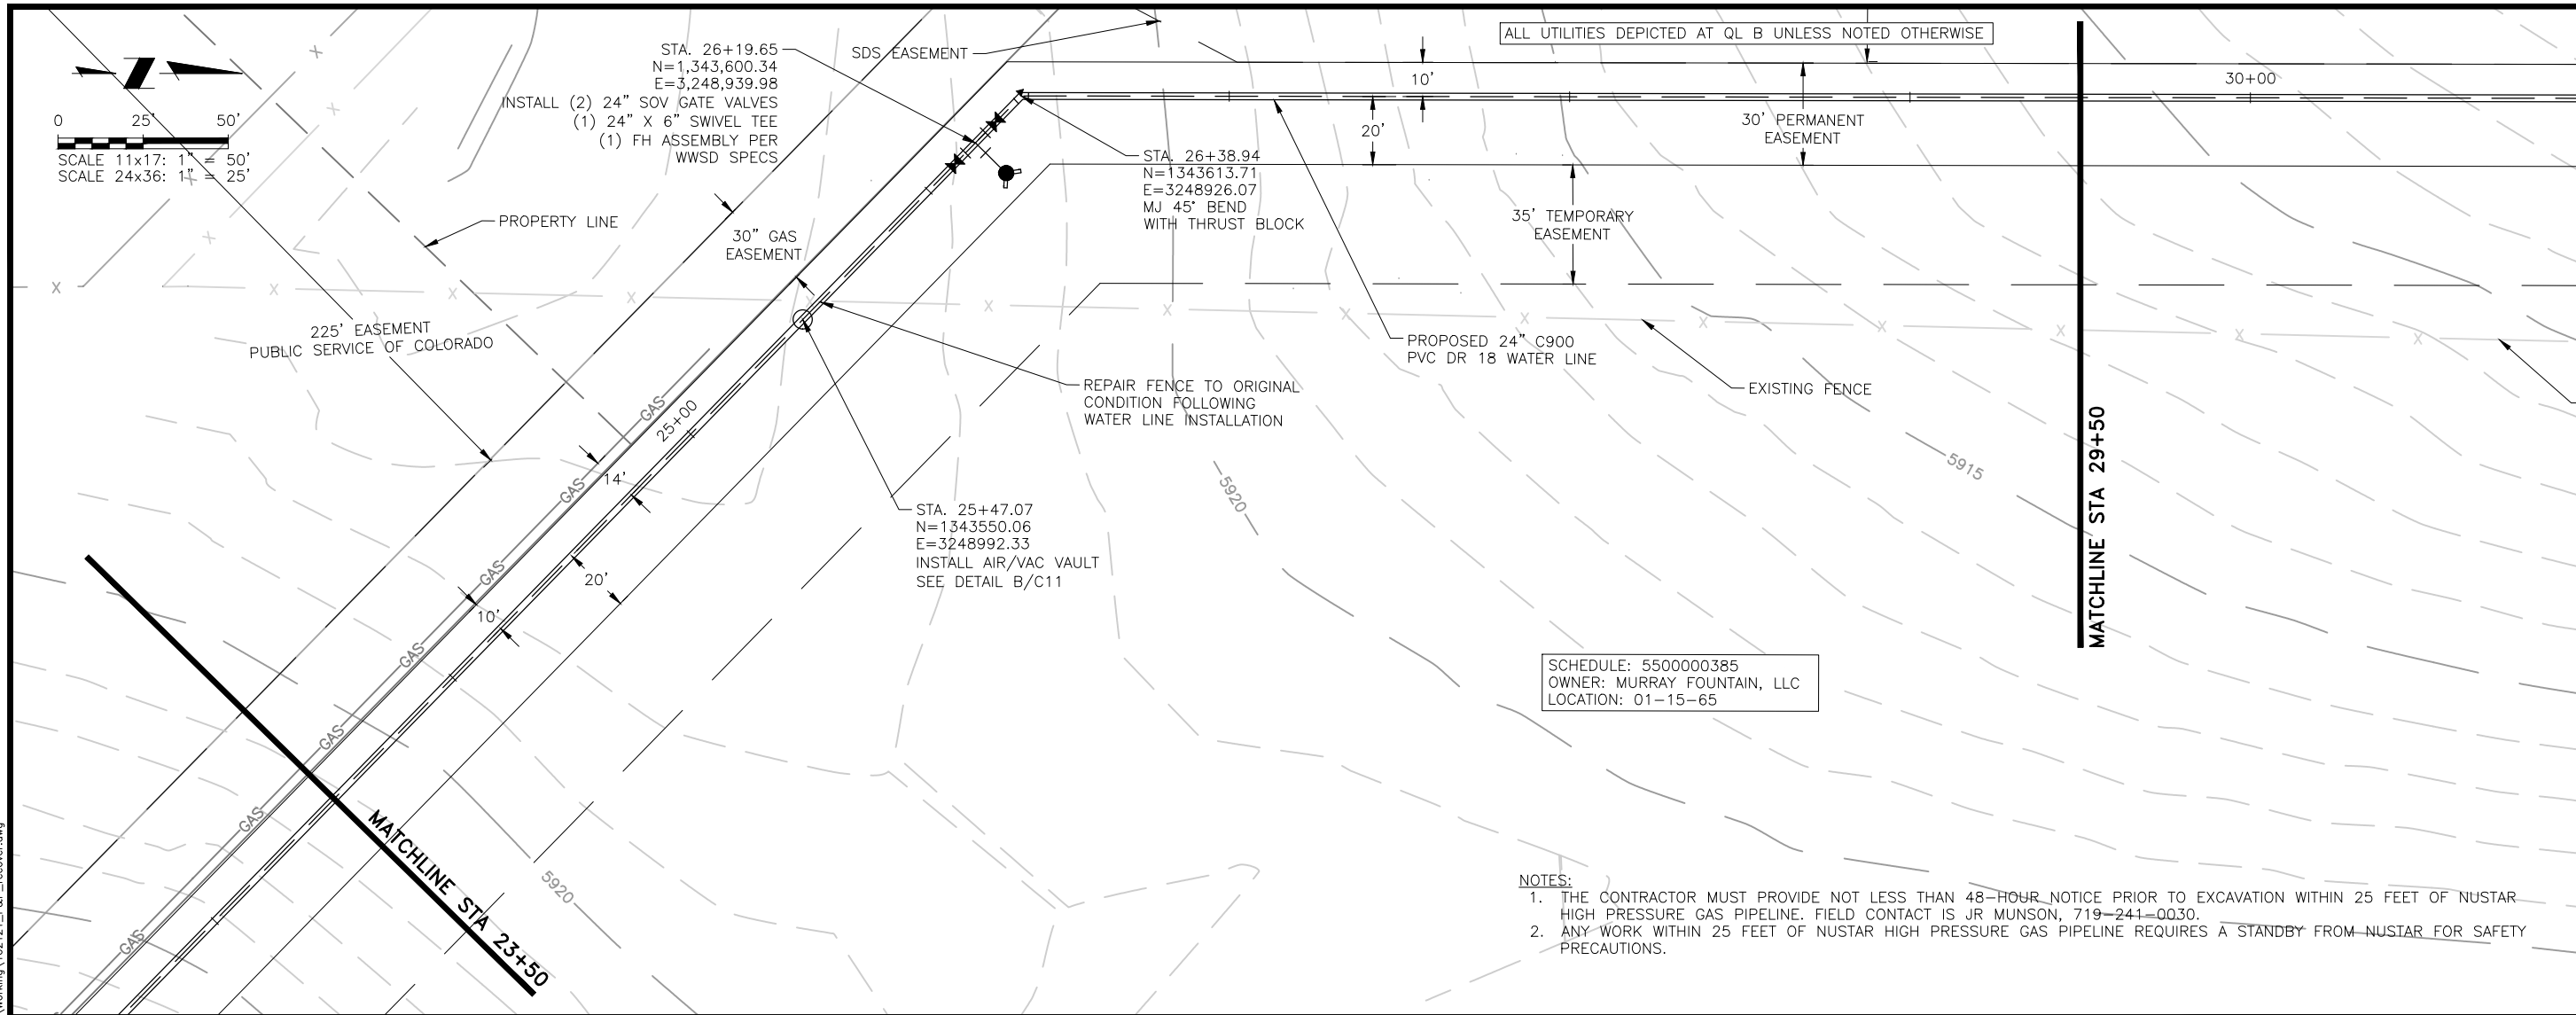 STA. 26+19.65
N=1,343,600.34
E=3,248,939.98
INSTALL (2) 24" SOV GATE VALVES
(1) 24" X 6" SWIVEL TEE
(1) FH ASSEMBLY PER
WWSD SPECS
SDS EASEMENT
ALL UTILITIES DEPICTED AT QL B UNLESS NOTED OTHERWISE
10'
30+00
0 25' 50'
SCALE 11x17: 1" = 50'
SCALE 24x36: 1" = 25'
20'
30' PERMANENT
EASEMENT
STA. 26+38.94
N=1343613.71
E=3248926.07
MJ 45° BEND
WITH THRUST BLOCK
PROPERTY LINE
30" GAS
EASEMENT
35' TEMPORARY
EASEMENT
225' EASEMENT
PUBLIC SERVICE OF COLORADO
PROPOSED 24" C900
PVC DR 18 WATER LINE
REPAIR FENCE TO ORIGINAL
CONDITION FOLLOWING
WATER LINE INSTALLATION
EXISTING FENCE
GAS
25+00
MATCHLINE STA 29+50
5915
14'
GAS
5920
STA. 25+47.07
N=1343550.06
E=3248992.33
INSTALL AIR/VAC VAULT
SEE DETAIL B/C11
GAS
20'
10'
GAS
SCHEDULE: 5500000385
OWNER: MURRAY FOUNTAIN, LLC
LOCATION: 01-15-65
GAS
GAS
MATCHLINE STA 23+50
5920
GAS
NOTES:
1. THE CONTRACTOR MUST PROVIDE NOT LESS THAN 48-HOUR NOTICE PRIOR TO EXCAVATION WITHIN 25 FEET OF NUSTAR
HIGH PRESSURE GAS PIPELINE. FIELD CONTACT IS JR MUNSON, 719-241-0030.
2. ANY WORK WITHIN 25 FEET OF NUSTAR HIGH PRESSURE GAS PIPELINE REQUIRES A STANDBY FROM NUSTAR FOR SAFETY
PRECAUTIONS.